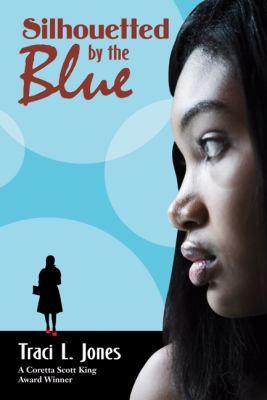 Silhouetted
by the
Blue
Traci L. Jones
A Coretta Scott King
Award Winner